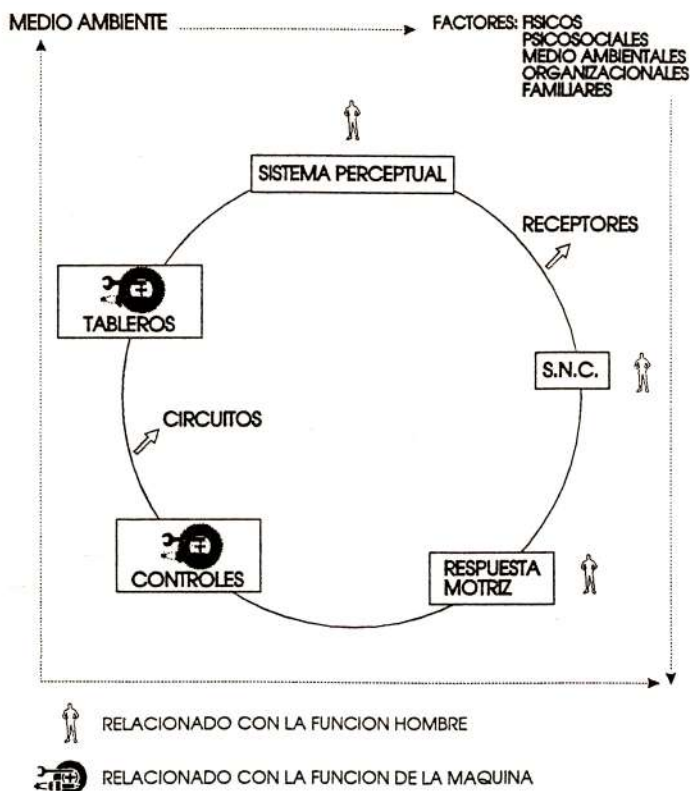 MEDIO AMBIENTE
FACTORES: FISICOS
PSICOSOCIALES
MEDIO AMBIENTALES
ORGANIZACIONALES
FAMILIARES
SISTEMA PERCEPTUAL
RECEPTORES
TABLEROS
S.N.C.
CIRCUITOS
CONTROLES
RESPUESTA
MOTRIZ
RELACIONADO CON LA FUNCION HOMBRE
RELACIONADO CON LA FUNCION DE LA MAQUINA